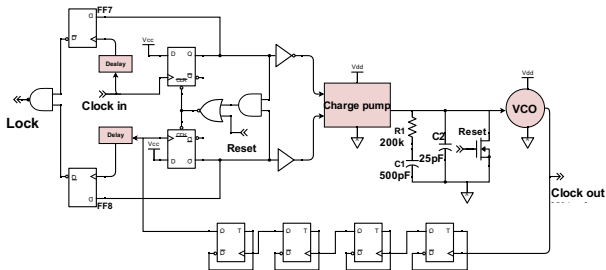 FF7
Q D
Q
Dealay
Vcc
D Q
Q
CLR
Clock in
Lock
Reset
Delay
Vcc
CLR
Q
D Q
Q
D
FF8
Vdd
Charge pump
R1
200k
C1
500pF
C2
25pF
Reset
Vdd
VCO
Clock out
Q T
Q
Q T
Q
Q T
Q
Q T
Q